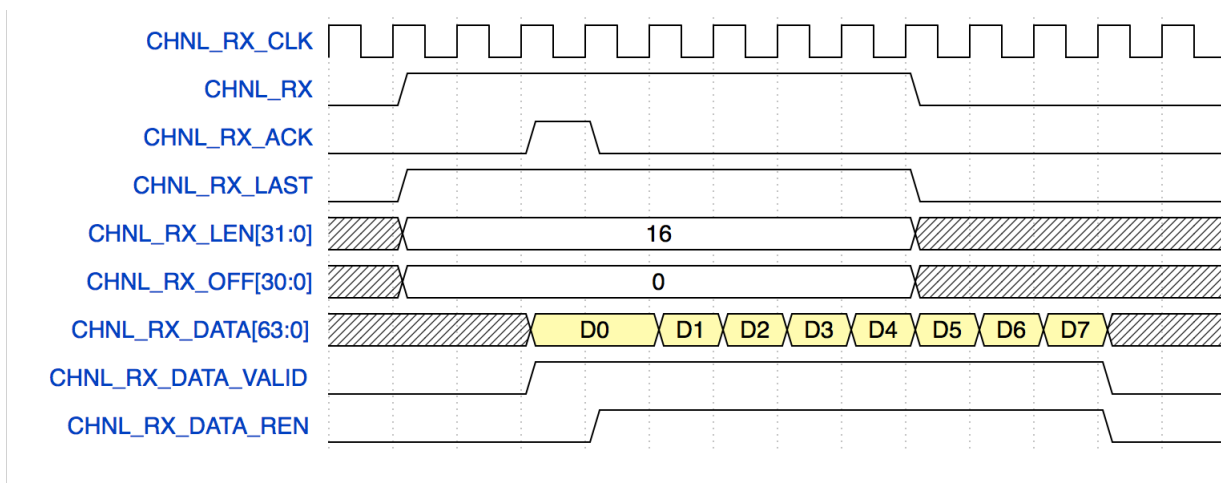 CHNL_RX_CLK
CHNL_RX
CHNL_RX_ACK
CHNL_RX_LAST
CHNL_RX_LEN[31:0] 16
CHNL_RX_OFF[30:0] 0
CHNL_RX_DATA[63:0] D0 D1 D2 D3 D4 D5 D6 D7
CHNL_RX_DATA_VALID
CHNL_RX_DATA_REN